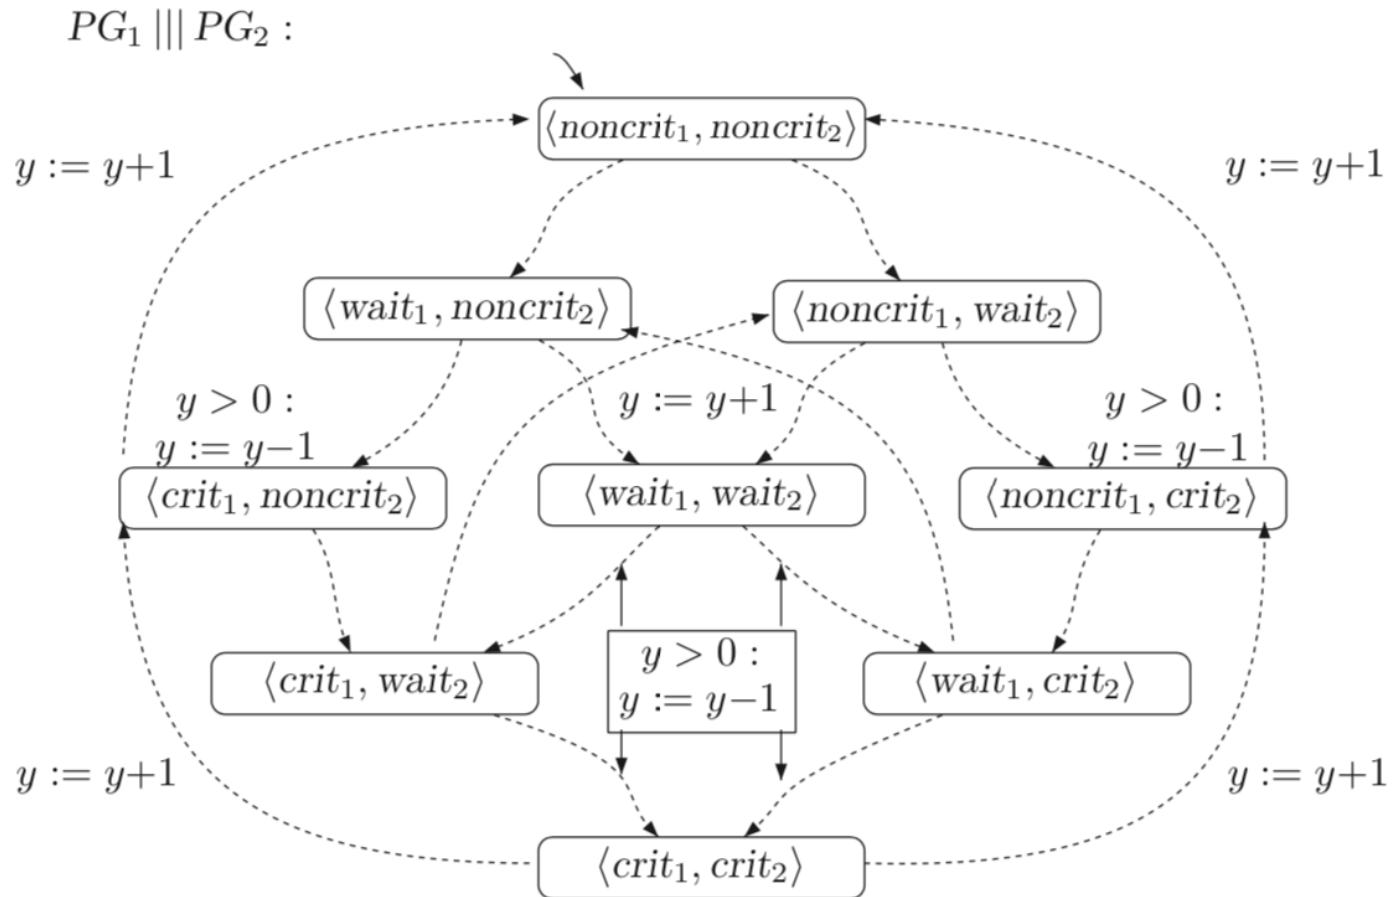 PG₁ ||| PG₂ :
⟨noncrit₁, noncrit₂⟩
y := y+1
y := y+1
⟨wait₁, noncrit₂⟩
⟨noncrit₁, wait₂⟩
y > 0 :
y := y−1
y := y+1
y > 0 :
y := y−1
⟨crit₁, noncrit₂⟩
⟨wait₁, wait₂⟩
⟨noncrit₁, crit₂⟩
⟨crit₁, wait₂⟩
y > 0 :
y := y−1
⟨wait₁, crit₂⟩
y := y+1
y := y+1
⟨crit₁, crit₂⟩